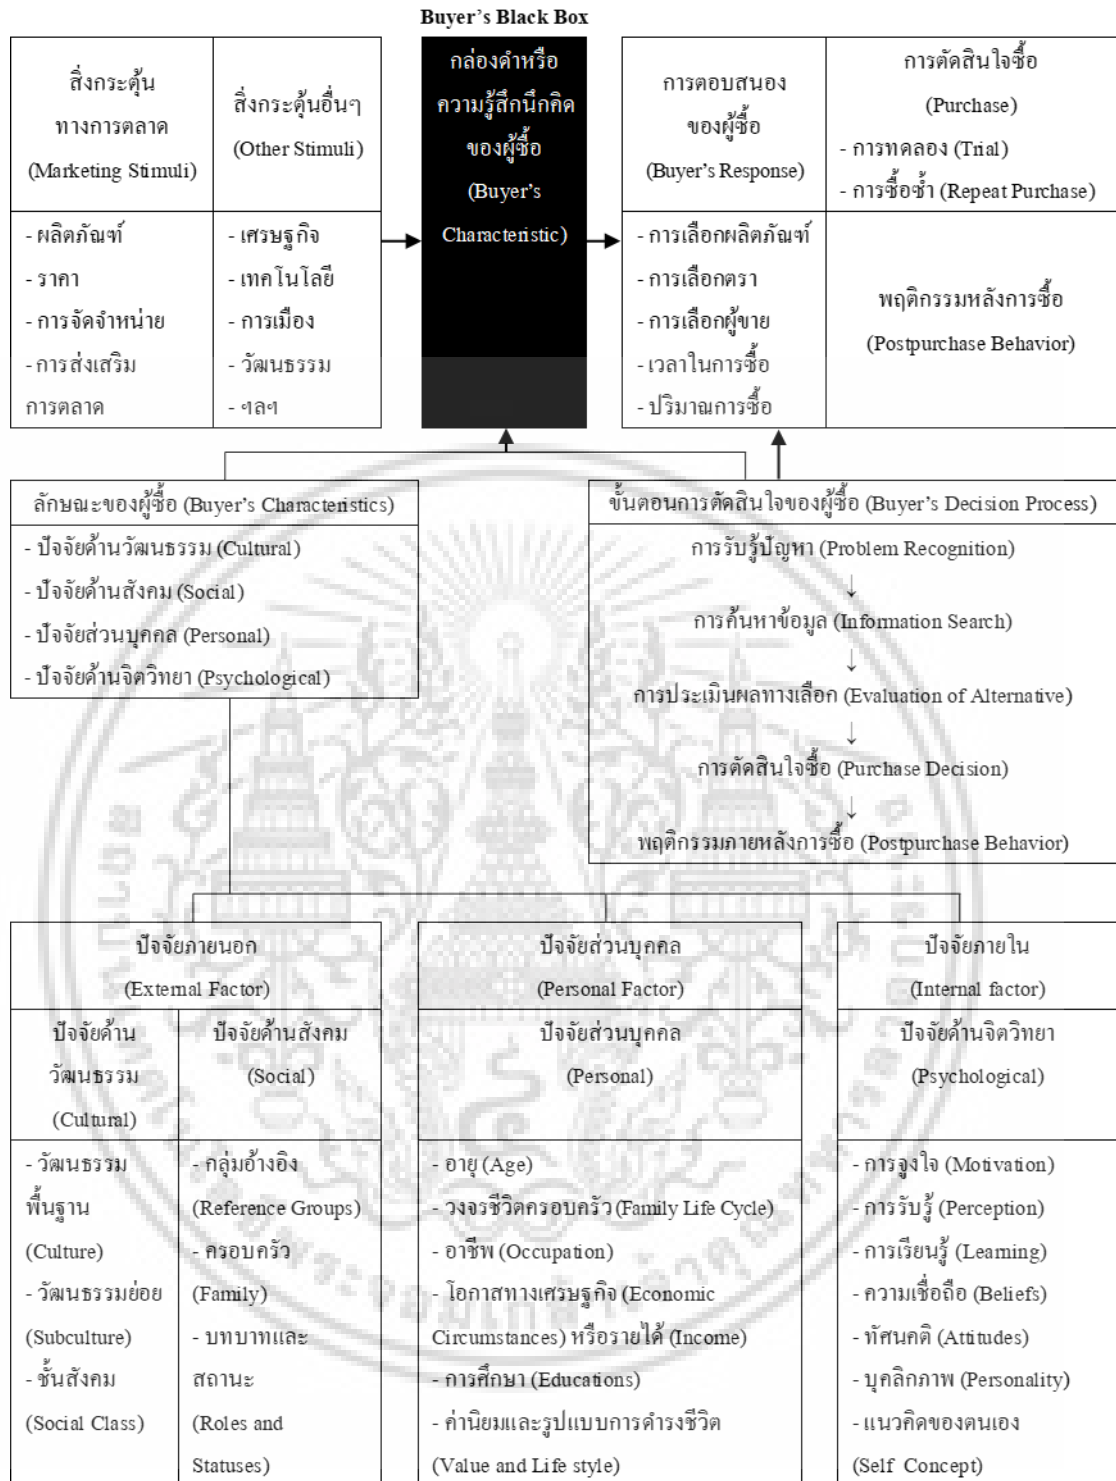 Buyer's Black Box
สิ่งกระตุ้น
ทางการตลาด
(Marketing Stimuli)
สิ่งกระตุ้นอื่นๆ
(Other Stimuli)
กล่องดำหรือ
ความรู้สึกนึกคิด
ของผู้ซื้อ
(Buyer's
Characteristic)
การตอบสนอง
ของผู้ซื้อ
(Buyer's Response)
การตัดสินใจซื้อ
(Purchase)
- การทดลอง (Trial)
- การซื้อซ้ำ (Repeat Purchase)
- ผลิตภัณฑ์
- ราคา
- การจัดจำหน่าย
- การส่งเสริม
การตลาด
- เศรษฐกิจ
- เทคโนโลยี
- การเมือง
- วัฒนธรรม
- ฯลฯ
- การเลือกผลิตภัณฑ์
- การเลือกตรา
- การเลือกผู้ขาย
- เวลาในการซื้อ
- ปริมาณการซื้อ
พฤติกรรมหลังการซื้อ
(Postpurchase Behavior)
ลักษณะของผู้ซื้อ (Buyer's Characteristics)
- ปัจจัยด้านวัฒนธรรม (Cultural)
- ปัจจัยด้านสังคม (Social)
- ปัจจัยส่วนบุคคล (Personal)
- ปัจจัยด้านจิตวิทยา (Psychological)
ขั้นตอนการตัดสินใจของผู้ซื้อ (Buyer's Decision Process)
การรับรู้ปัญหา (Problem Recognition)
↓
การค้นหาข้อมูล (Information Search)
↓
การประเมินผลทางเลือก (Evaluation of Alternative)
↓
การตัดสินใจซื้อ (Purchase Decision)
↓
พฤติกรรมภายหลังการซื้อ (Postpurchase Behavior)
ปัจจัยภายนอก
(External Factor)
ปัจจัยด้าน
วัฒนธรรม
(Cultural)
ปัจจัยด้านสังคม
(Social)
- วัฒนธรรม
พื้นฐาน
(Culture)
- วัฒนธรรมย่อย
(Subculture)
- ชั้นสังคม
(Social Class)
- กลุ่มอ้างอิง
(Reference Groups)
- ครอบครัว
(Family)
- บทบาทและ
สถานะ
(Roles and
Statuses)
ปัจจัยส่วนบุคคล
(Personal Factor)
ปัจจัยส่วนบุคคล
(Personal)
- อายุ (Age)
- วงจรชีวิตครอบครัว (Family Life Cycle)
- อาชีพ (Occupation)
- โอกาสทางเศรษฐกิจ (Economic
Circumstances) หรือรายได้ (Income)
- การศึกษา (Educations)
- ค่านิยมและรูปแบบการดำรงชีวิต
(Value and Life style)
ปัจจัยภายใน
(Internal factor)
ปัจจัยด้านจิตวิทยา
(Psychological)
- การจูงใจ (Motivation)
- การรับรู้ (Perception)
- การเรียนรู้ (Learning)
- ความเชื่อถือ (Beliefs)
- ทัศนคติ (Attitudes)
- บุคลิกภาพ (Personality)
- แนวคิดของตนเอง
(Self Concept)